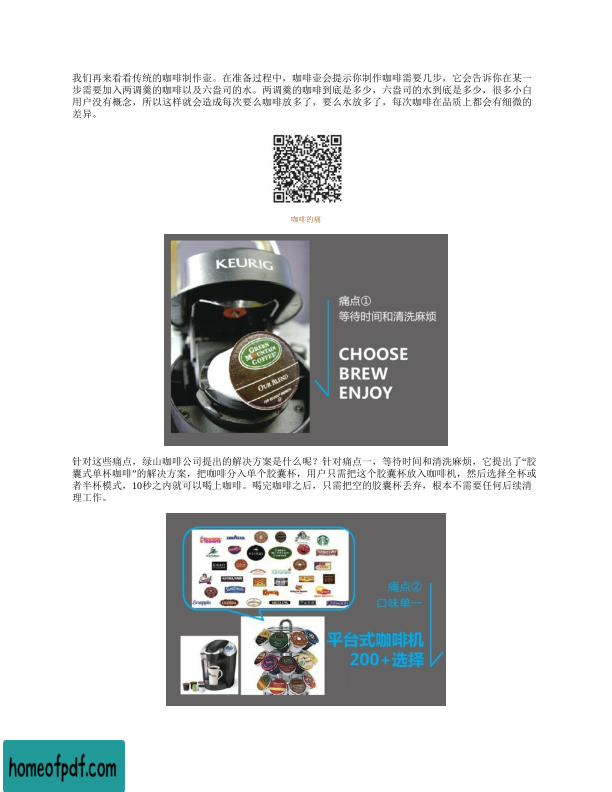 我们再来看看传统的咖啡制作壶。在准备过程中，咖啡壶会提示你制作咖啡需要几步，它会告诉你在某一
步需要加入两调羹的咖啡以及六盎司的水。两调羹的咖啡到底是多少，六盎司的水到底是多少，很多小白
用户没有概念，所以这样就会造成每次要么咖啡放多了，要么水放多了，每次咖啡在品质上都会有细微的
差异。
咖啡的痛
KEURIG
GREEN
MOUNTAIN
COFFEE
OUR BLEND
痛点①
等待时间和清洗麻烦
CHOOSE
BREW
ENJOY
针对这些痛点，绿山咖啡公司提出的解决方案是什么呢？针对痛点一，等待时间和清洗麻烦，它提出了“胶
囊式单杯咖啡”的解决方案，把咖啡分入单个胶囊杯，用户只需把这个胶囊杯放入咖啡机，然后选择全杯或
者半杯模式，10秒之内就可以喝上咖啡。喝完咖啡之后，只需把空的胶囊杯丢弃，根本不需要任何后续清
理工作。
痛点②
口味单一
平台式咖啡机
200+选择
homeofpdf.com